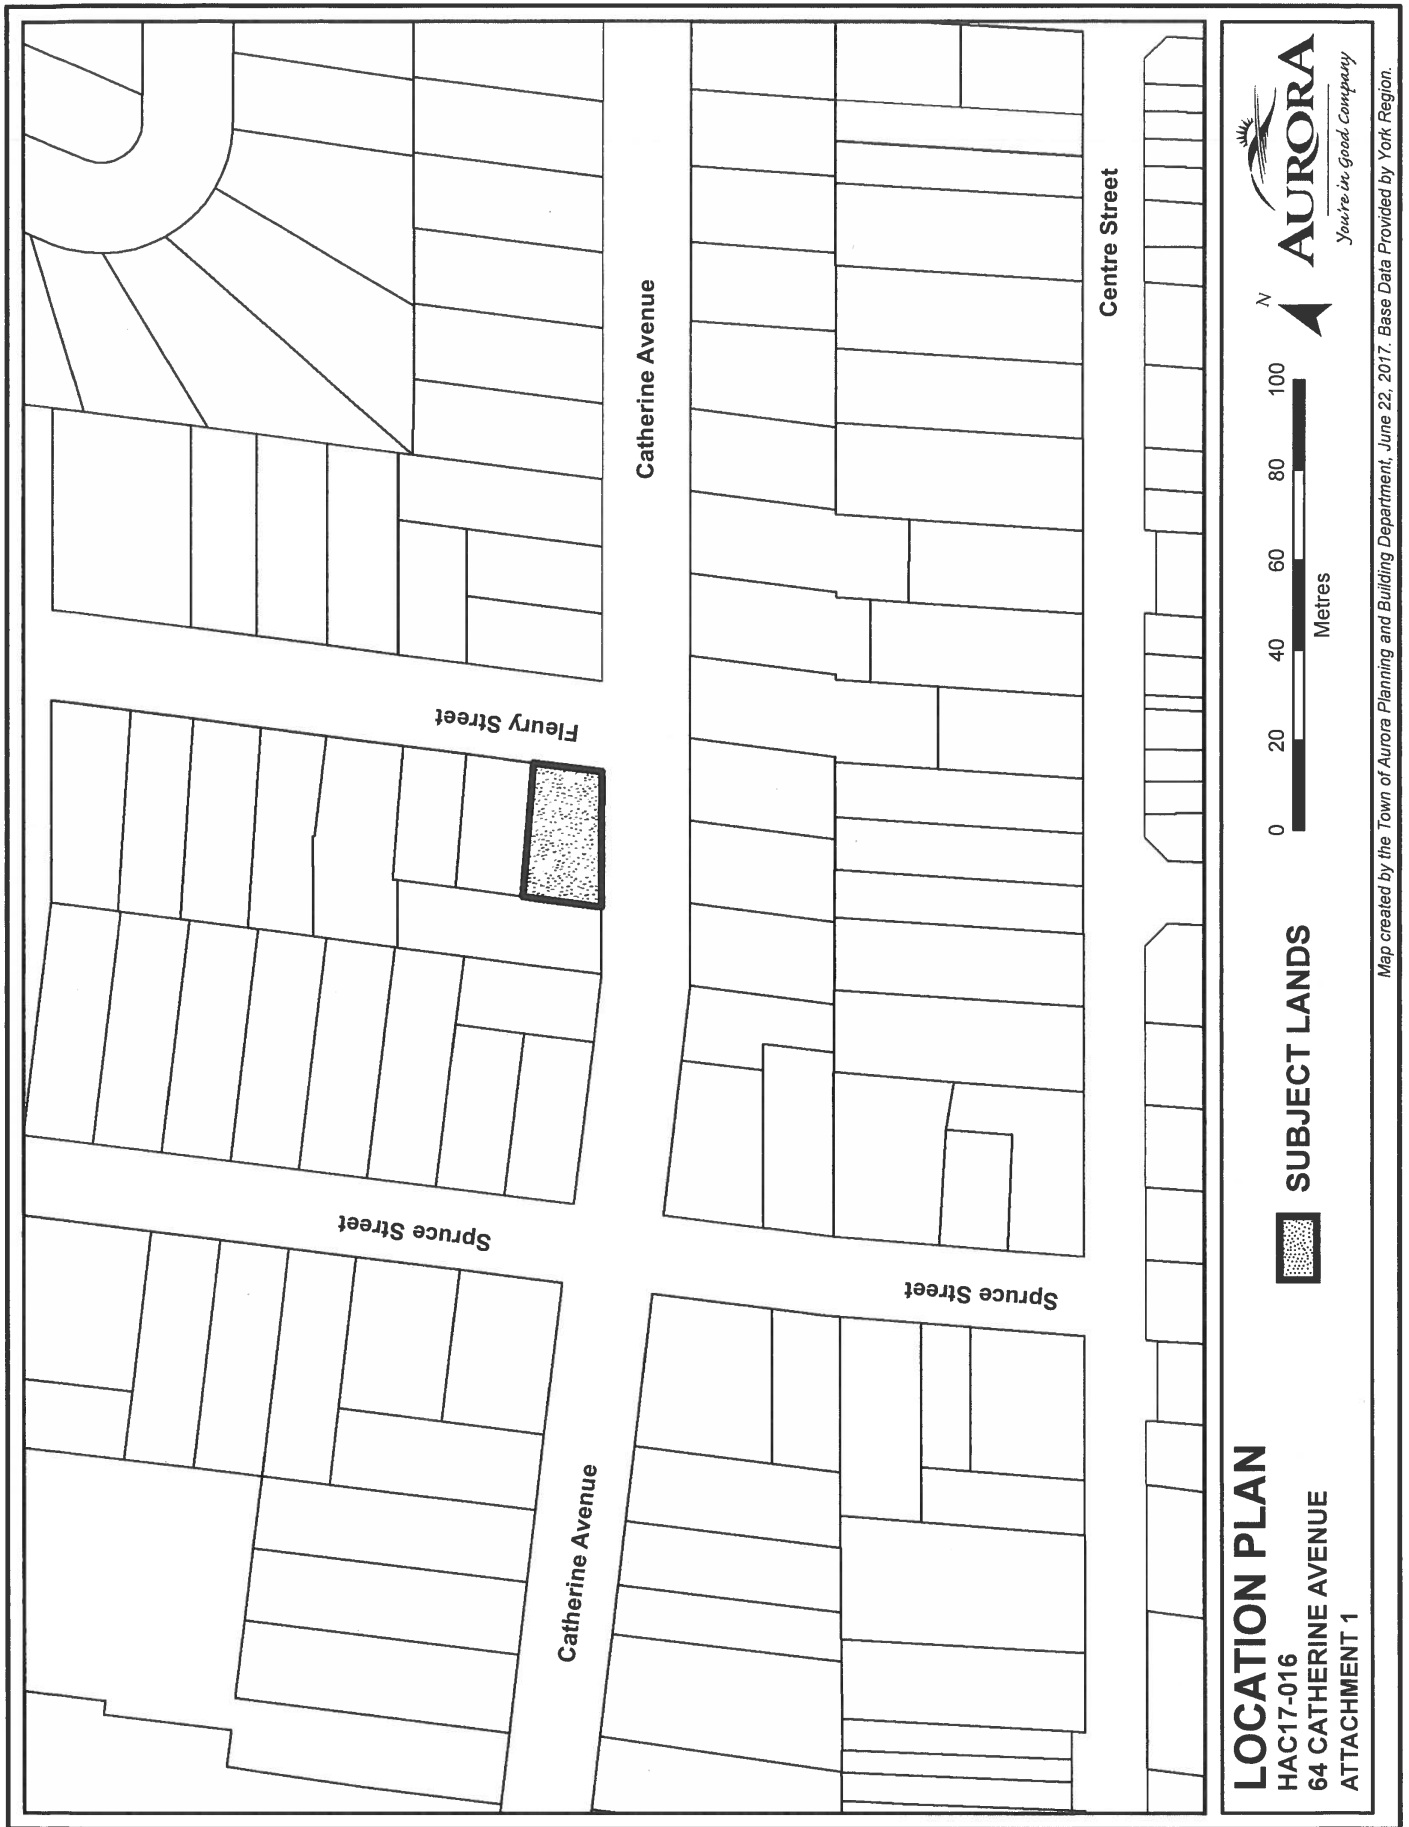 Catherine Avenue
Centre Street
Fleury Street
Spruce Street
Spruce Street
Catherine Avenue
LOCATION PLAN
HAC17-016
64 CATHERINE AVENUE
ATTACHMENT 1
SUBJECT LANDS
0 20 40 60 80 100
Metres
N
AURORA
You're in Good Company
Map created by the Town of Aurora Planning and Building Department, June 22, 2017. Base Data Provided by York Region.